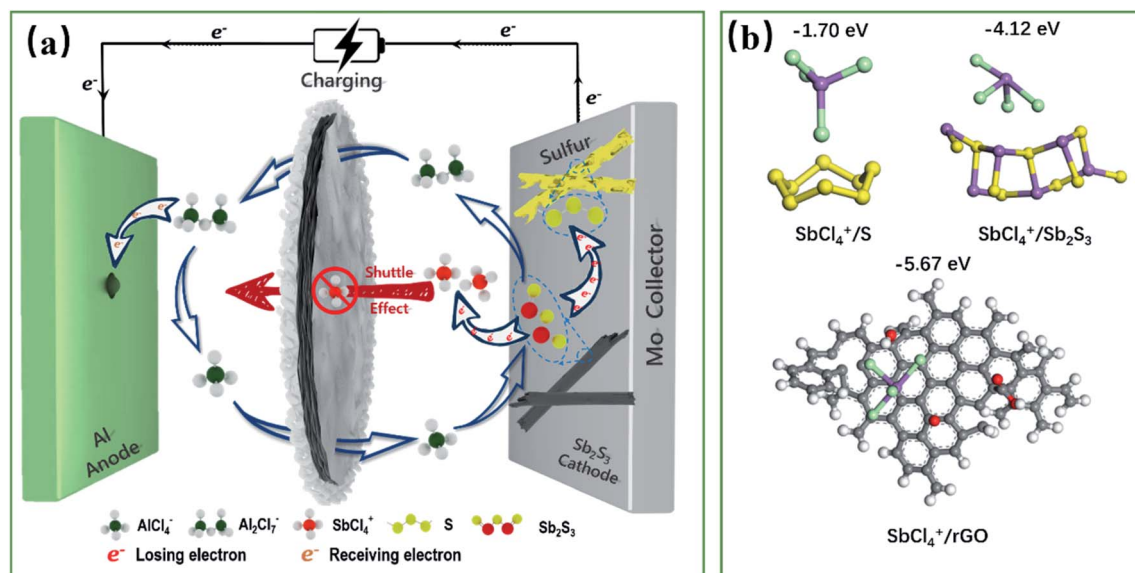 (a)
e⁻
e⁻
Charging
e⁻
e⁻
Sulfur
Mo Collector
Shuttle
Effect
e⁻
e⁻
Al
Anode
Sb₂S₃
Cathode
AlCl₄⁻
Al₂Cl₇⁻
SbCl₄⁺
S
Sb₂S₃
e⁻ Losing electron
e⁻ Receiving electron
(b)
-1.70 eV
-4.12 eV
SbCl₄⁺/S
SbCl₄⁺/Sb₂S₃
-5.67 eV
SbCl₄⁺/rGO